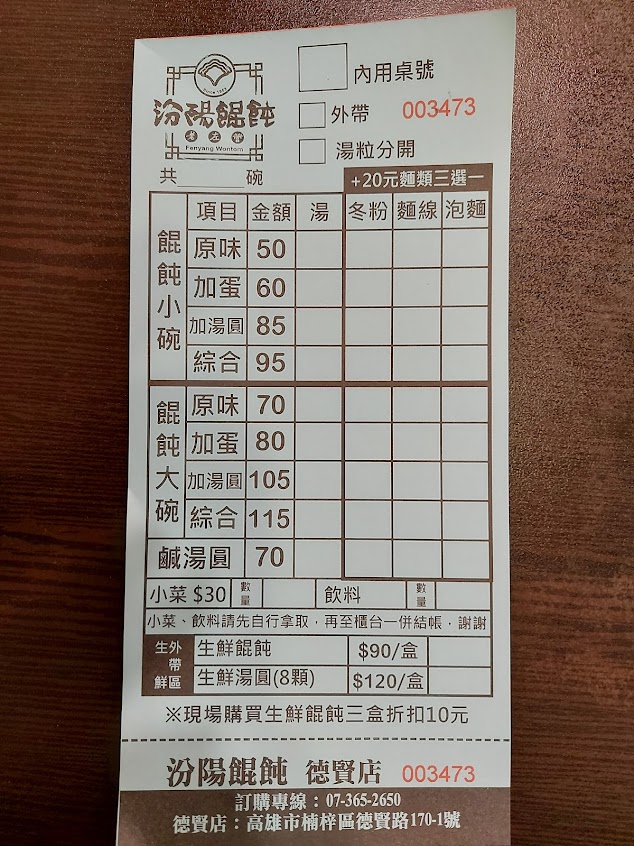 SINCE 1983
汾陽餛飩
老左營
Fenyang Wontom
內用桌號
外帶 003473
湯粒分開
共 碗
+20元麵類三選一
項目 金額 湯 冬粉 麵線 泡麵
餛飩小碗
原味 50
加蛋 60
加湯圓 85
綜合 95
餛飩大碗
原味 70
加蛋 80
加湯圓 105
綜合 115
鹹湯圓 70
小菜 $30 數量 飲料 數量
小菜、飲料請先自行拿取，再至櫃台一併結帳，謝謝
外帶生鮮區
生鮮餛飩 $90/盒
生鮮湯圓(8顆) $120/盒
※現場購買生鮮餛飩三盒折扣10元
汾陽餛飩 德賢店 003473
訂購專線：07-365-2650
德賢店：高雄市楠梓區德賢路170-1號